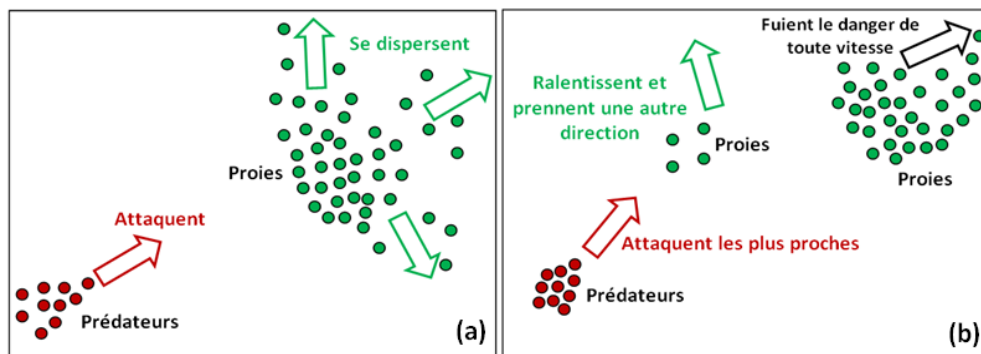 Se dispersent
Proies
Attaquent
Prédateurs
(a)
Fuient le danger de
toute vitesse
Ralentissent et
prennent une autre
direction
Proies
Proies
Attaquent les plus proches
Prédateurs
(b)